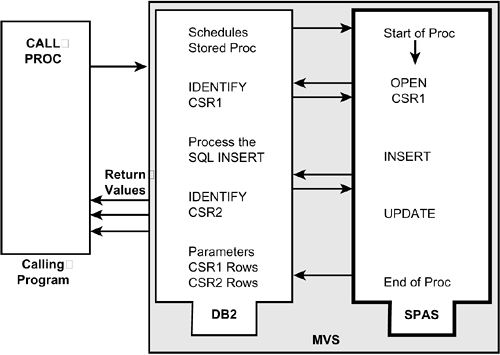 CALL
PROC
Calling
Program
Return
Values
Schedules
Stored Proc
IDENTIFY
CSR1
Process the
SQL INSERT
IDENTIFY
CSR2
Parameters
CSR1 Rows
CSR2 Rows
DB2
Start of Proc
OPEN
CSR1
INSERT
UPDATE
End of Proc
SPAS
MVS